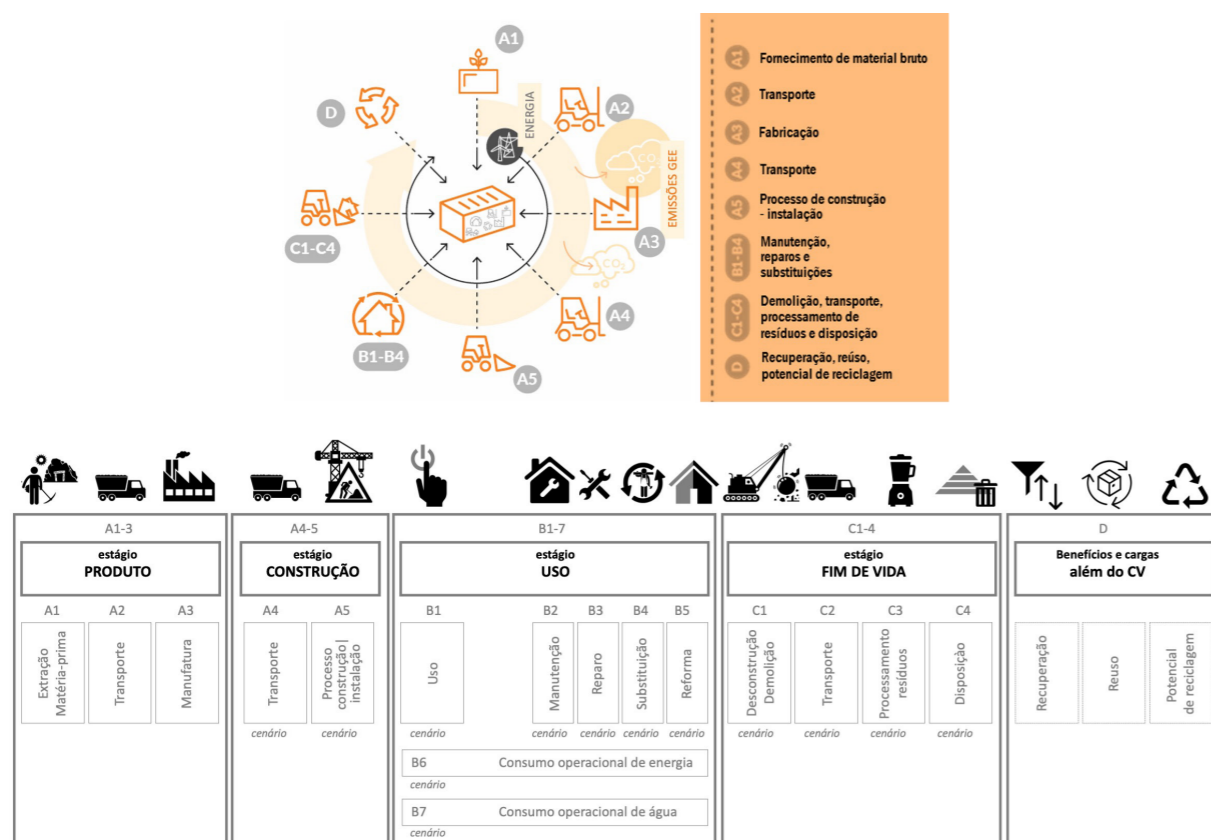 A1
D
A2
ENERGIA
CO₂
EMISSÕES GEE
C1-C4
A3
CO₂
B1-B4
A4
A5
A1 Fornecimento de material bruto
A2 Transporte
A3 Fabricação
A4 Transporte
A5 Processo de construção
- instalação
B1-B4 Manutenção,
reparos e
substituições
C1-C4 Demolição, transporte,
processamento de
resíduos e disposição
D Recuperação, reúso,
potencial de reciclagem
A1-3
estágio
PRODUTO
A1 A2 A3
Extração
Matéria-prima
Transporte
Manufatura
A4-5
estágio
CONSTRUÇÃO
A4 A5
Transporte
Processo
construção|
instalação
cenário cenário
B1-7
estágio
USO
B1 B2 B3 B4 B5
Uso
Manutenção
Reparo
Substituição
Reforma
cenário cenário cenário cenário cenário
B6 Consumo operacional de energia
cenário
B7 Consumo operacional de água
cenário
C1-4
estágio
FIM DE VIDA
C1 C2 C3 C4
Desconstrução
Demolição
Transporte
Processamento
resíduos
Disposição
cenário cenário cenário cenário
D
Benefícios e cargas
além do CV
Recuperação
Reuso
Potencial
de reciclagem